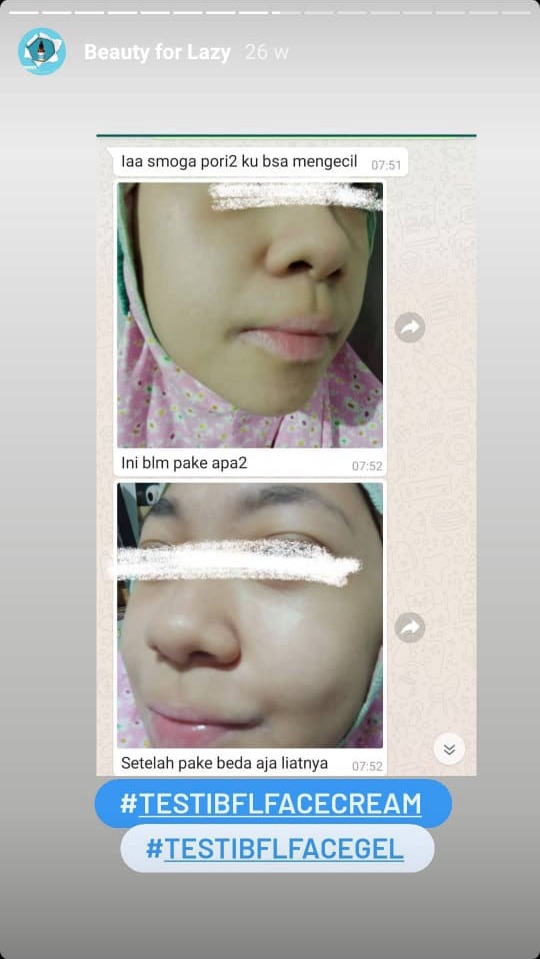 Beauty for Lazy 26 w
Iaa smoga pori2 ku bsa mengecil 07:51
Ini blm pake apa2 07:52
Setelah pake beda aja liatnya 07:52
#TESTIBFLFACECREAM
#TESTIBFLFACEGEL